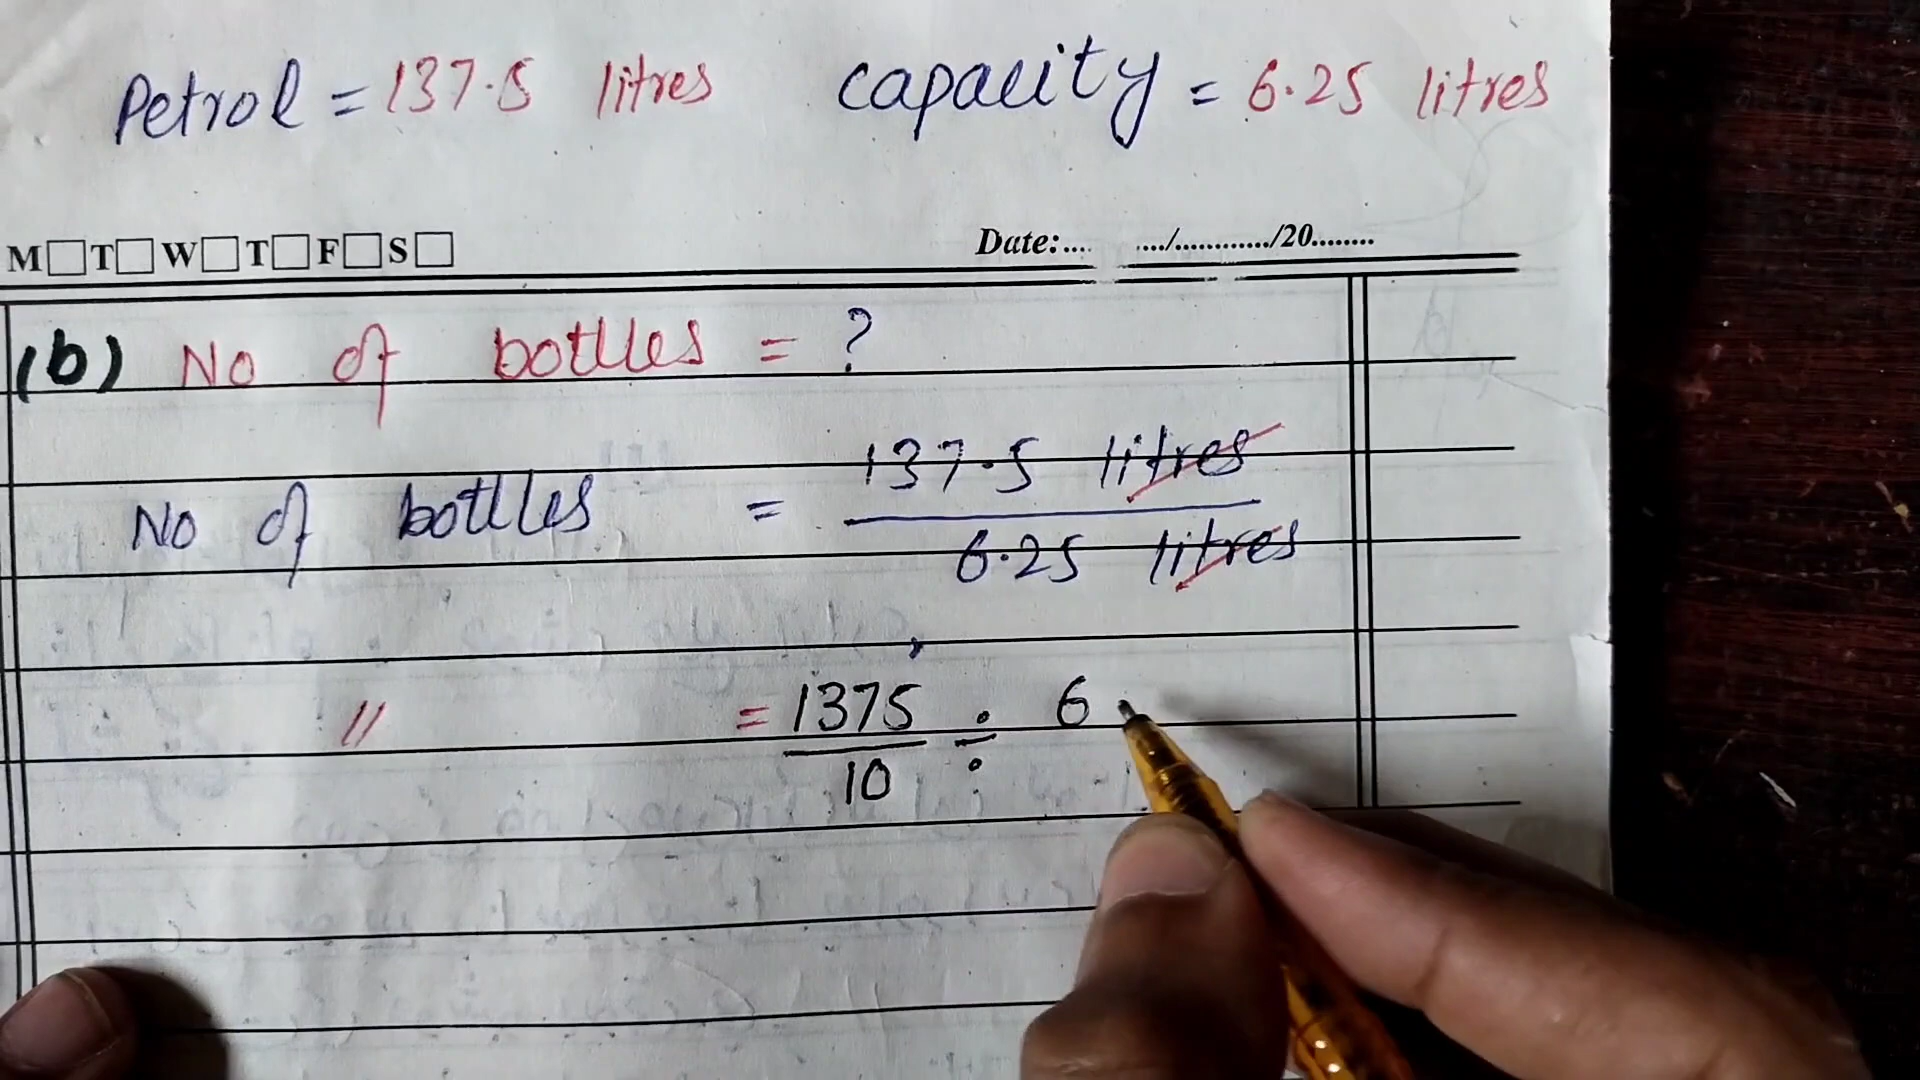 Petrol = 137.5 litres capacity = 6.25 litres
M□T□W□T□F□S□ Date:.... ..../............/20........
(b) No of bottles = ?
No of bottles = 137.5 litres
6.25 litres
// = 1375 ÷ 6
10